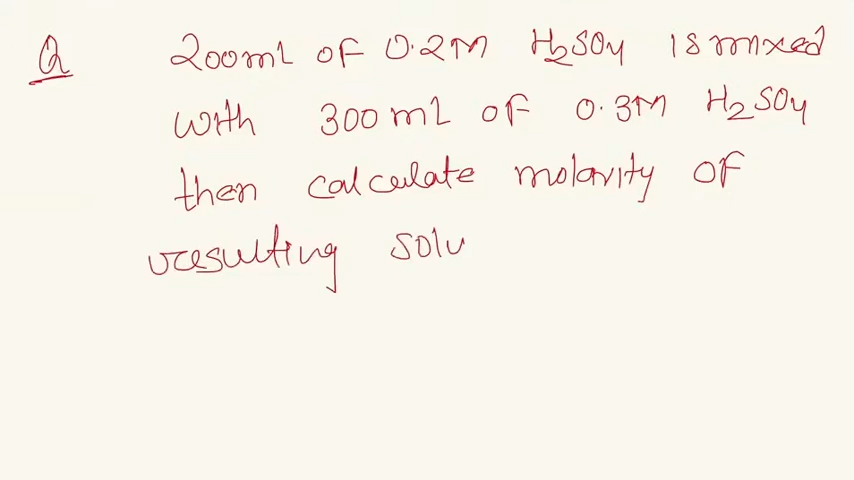 Q 200ml of 0.2M H₂SO₄ is mixed
with 300ml of 0.3M H₂SO₄
then calculate molarity of
resulting solu